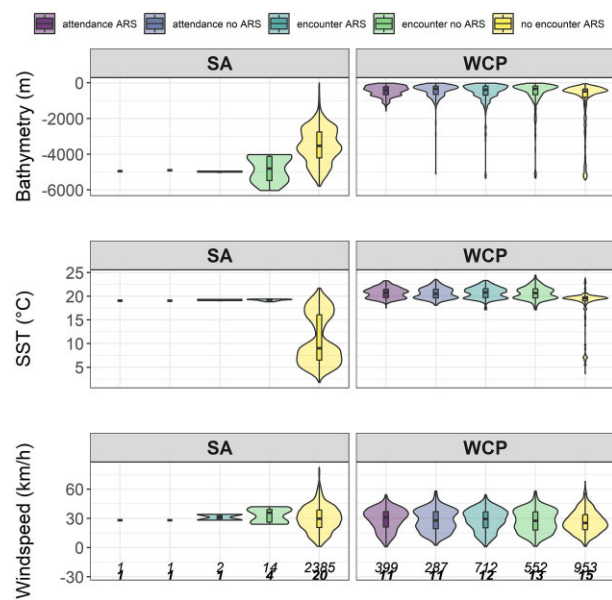 attendance ARS attendance no ARS encounter ARS encounter no ARS no encounter ARS
SA WCP
Bathymetry (m)
0
-2000
-4000
-6000
SA WCP
SST (°C)
25
20
15
10
5
SA WCP
Windspeed (km/h)
60
30
0
-30
1 1 2 14 2385 399 287 712 552 953
1 1 1 4 20 11 11 12 13 15